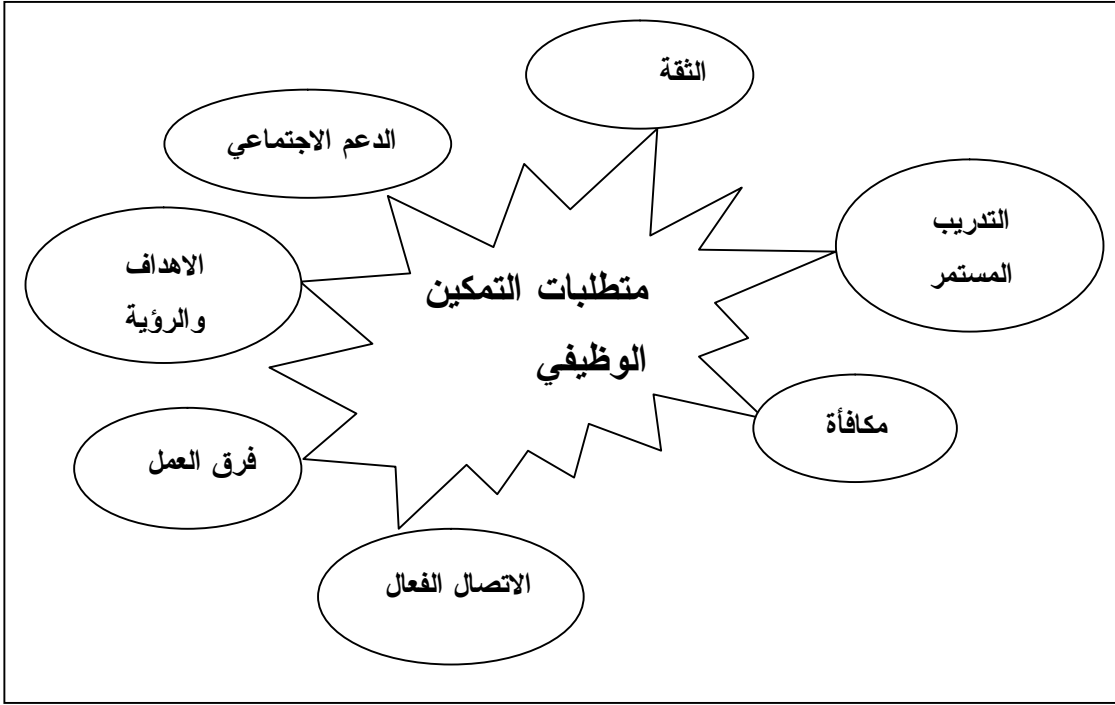 الثقة
الدعم الاجتماعي
التدريب
المستمر
الاهداف
والرؤية
متطلبات التمكين
الوظيفي
مكافأة
فرق العمل
الاتصال الفعال